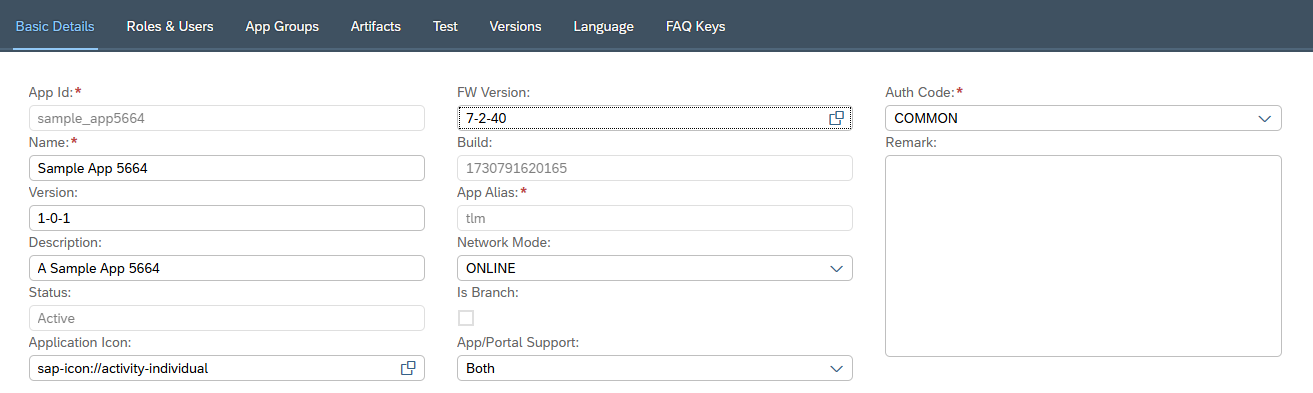 Basic Details Roles & Users App Groups Artifacts Test Versions Language FAQ Keys
App Id:*
sample_app5664
Name:*
Sample App 5664
Version:
1-0-1
Description:
A Sample App 5664
Status:
Active
Application Icon:
sap-icon://activity-individual
FW Version:
7-2-40
Build:
1730791620165
App Alias:*
tlm
Network Mode:
ONLINE
Is Branch:
App/Portal Support:
Both
Auth Code:*
COMMON
Remark: